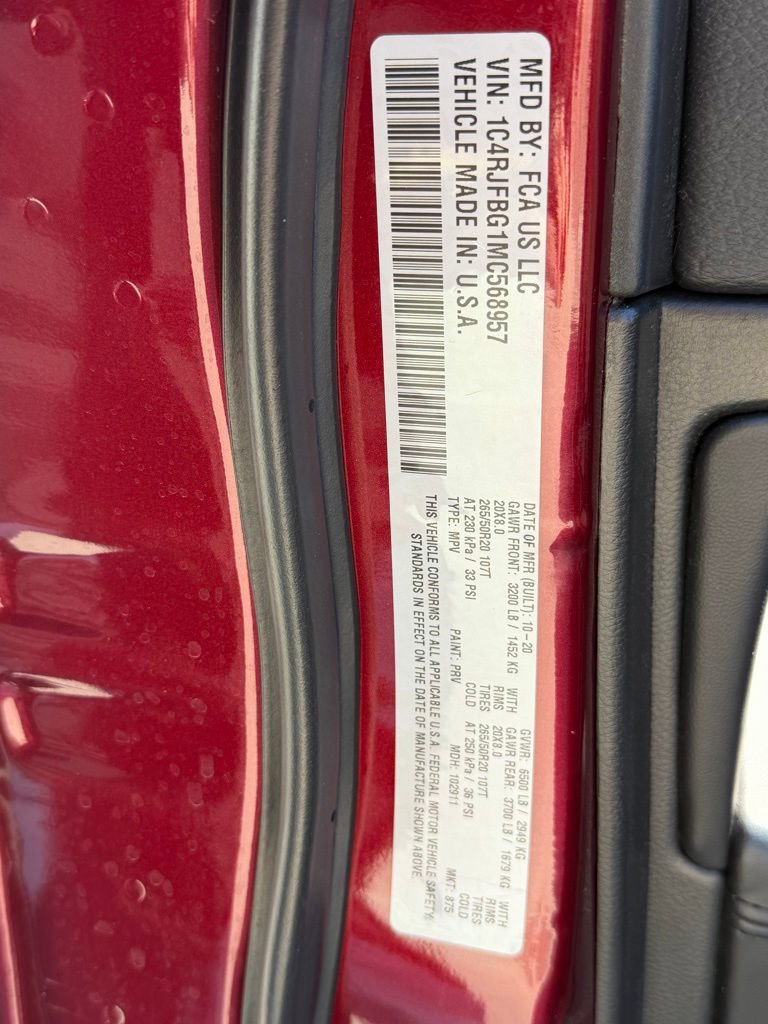 MFD BY: FCA US LLC
VIN: 1C4RJFBG1MC568957
VEHICLE MADE IN: U.S.A.
DATE OF MFR (BUILT): 10-20 GVWR: 6500 LB / 2949 KG
GAWR FRONT: 3200 LB / 1452 KG WITH GAWR REAR: 3700 LB / 1679 KG WITH
20X8.0 RIMS 20X8.0 RIMS
265/50R20 107T TIRES 265/50R20 107T TIRES
AT 230 kPa / 33 PSI COLD AT 250 kPa / 36 PSI COLD
TYPE: MPV PAINT: PRV MDH: 102911 MKT: 875
THIS VEHICLE CONFORMS TO ALL APPLICABLE U.S.A. FEDERAL MOTOR VEHICLE SAFETY
STANDARDS IN EFFECT ON THE DATE OF MANUFACTURE SHOWN ABOVE.